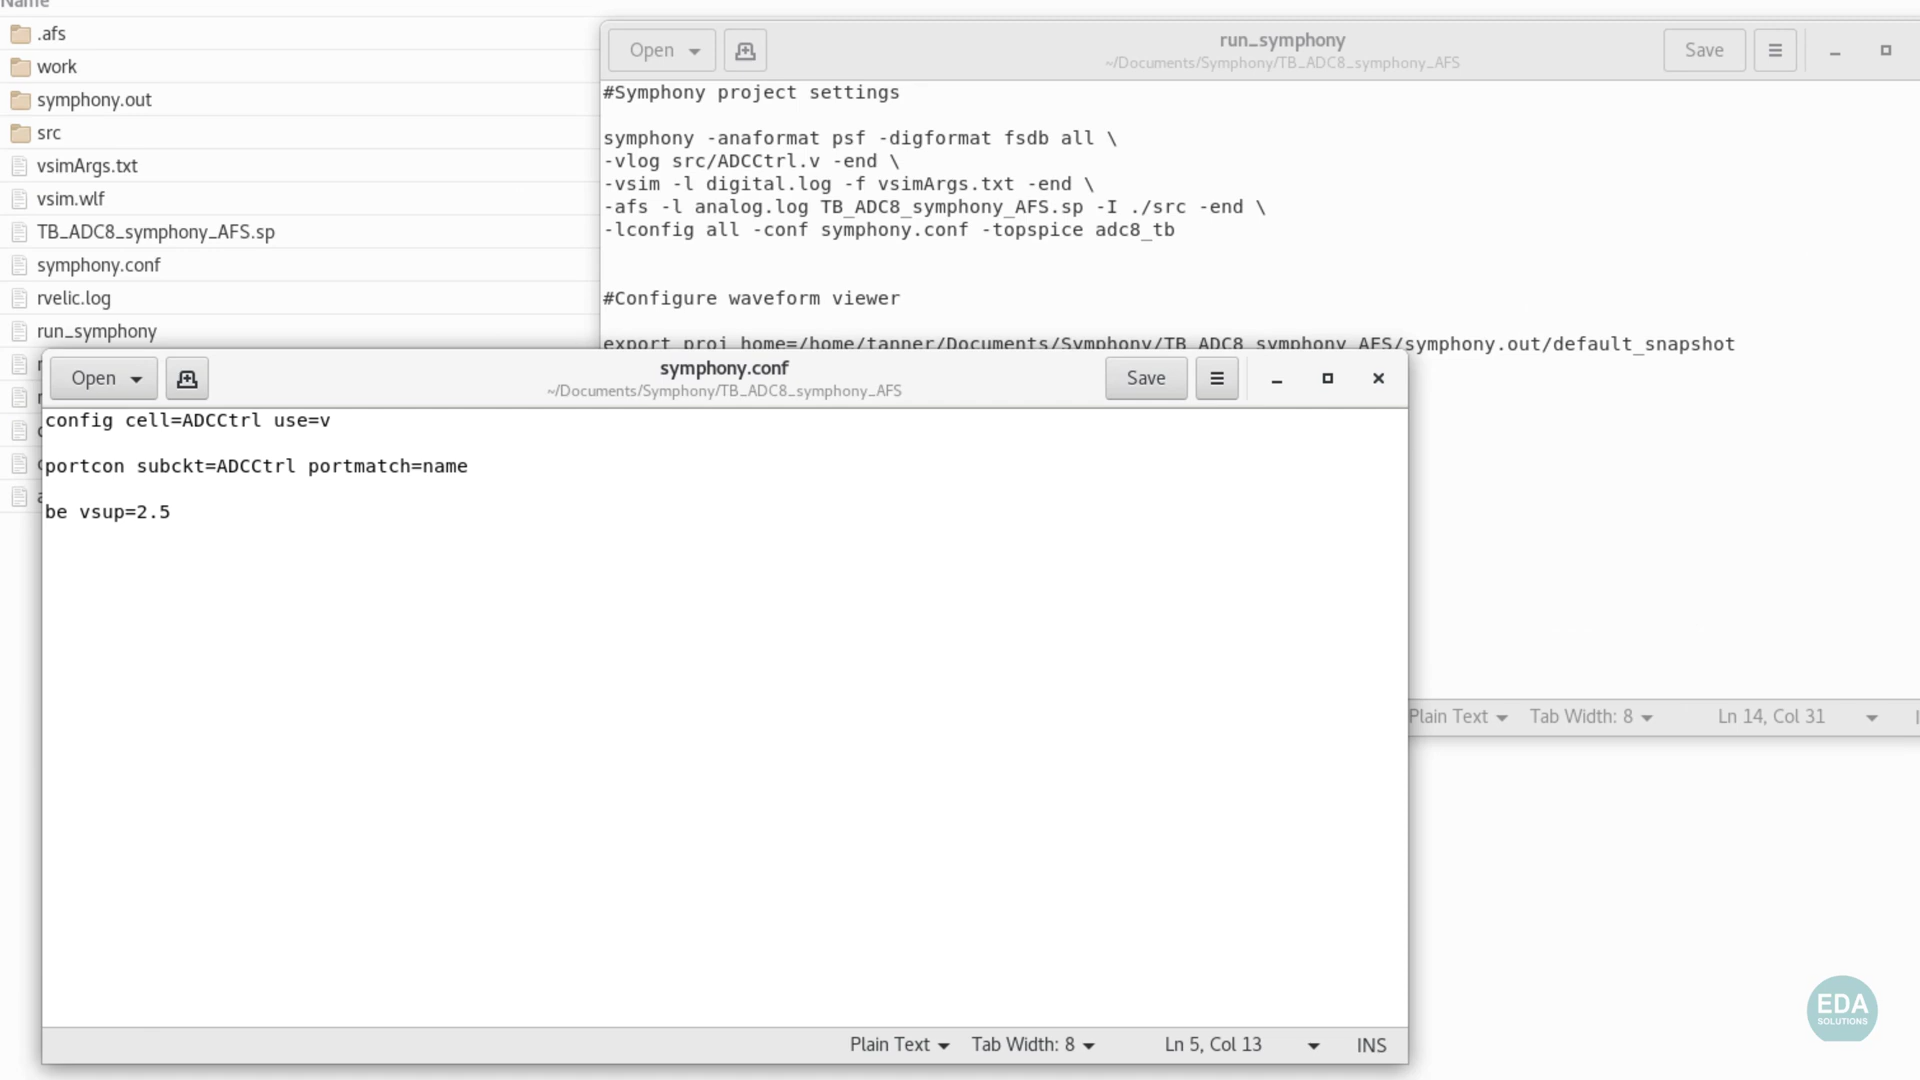 Name
.afs
work
symphony.out
src
vsimArgs.txt
vsim.wlf
TB_ADC8_symphony_AFS.sp
symphony.conf
rvelic.log
run_symphony
Open
run_symphony
~/Documents/Symphony/TB_ADC8_symphony_AFS
Save
#Symphony project settings
symphony -anaformat psf -digformat fsdb all \
-vlog src/ADCCtrl.v -end \
-vsim -l digital.log -f vsimArgs.txt -end \
-afs -l analog.log TB_ADC8_symphony_AFS.sp -I ./src -end \
-lconfig all -conf symphony.conf -topspice adc8_tb
#Configure waveform viewer
export proj_home=/home/tanner/Documents/Symphony/TB_ADC8_symphony_AFS/symphony.out/default_snapshot
Plain Text
Tab Width: 8
Ln 14, Col 31
Open
symphony.conf
~/Documents/Symphony/TB_ADC8_symphony_AFS
Save
config cell=ADCCtrl use=v
portcon subckt=ADCCtrl portmatch=name
be vsup=2.5
Plain Text
Tab Width: 8
Ln 5, Col 13
INS
EDA
SOLUTIONS